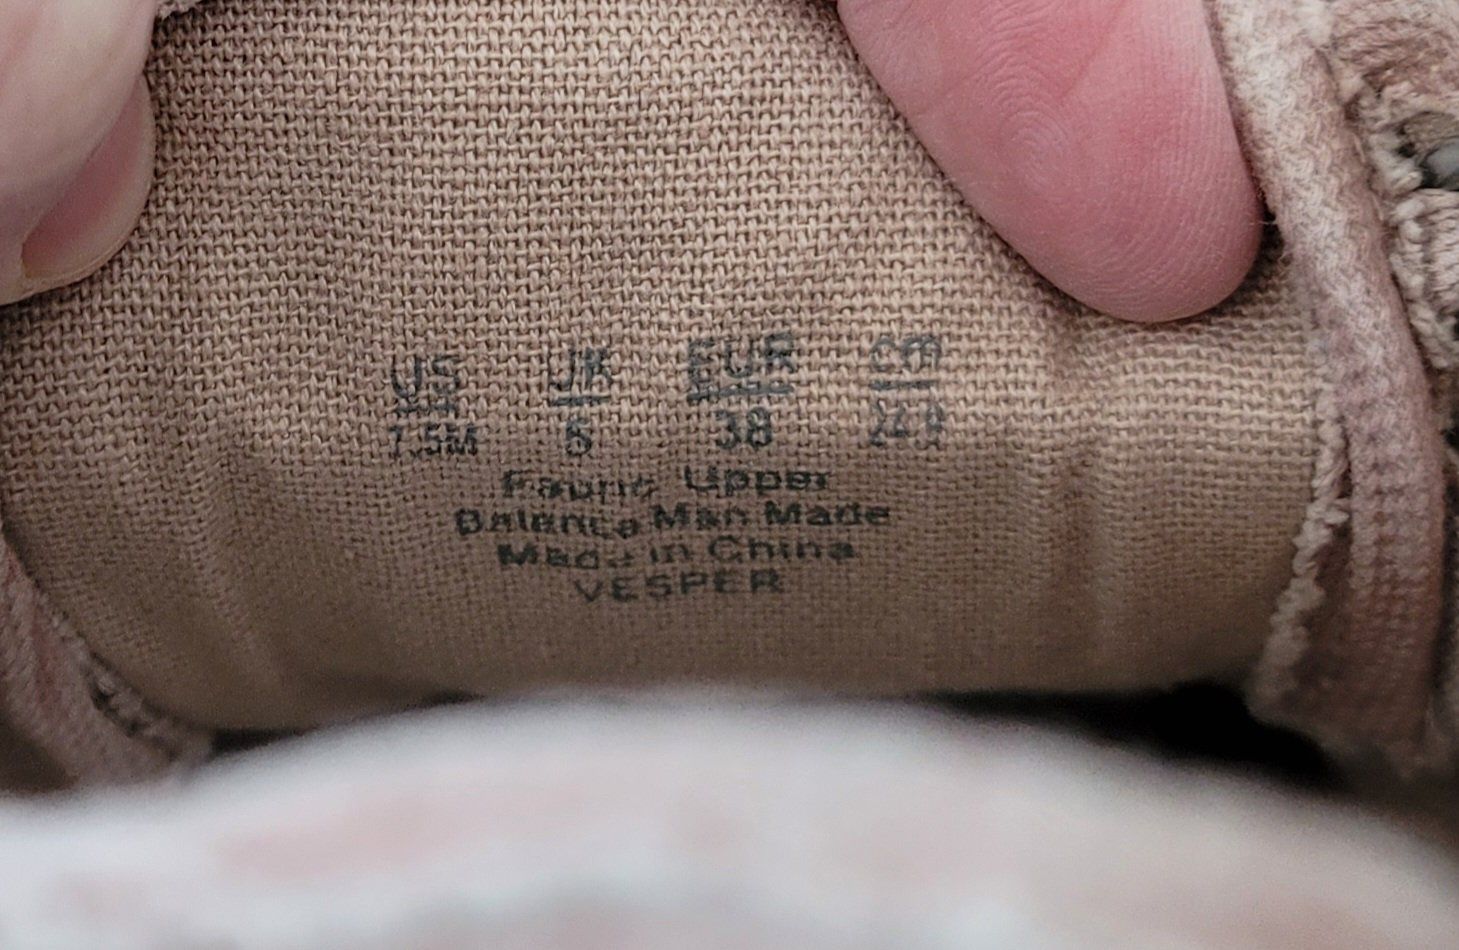 US UK EUR cm
7.5M 5 38
Fabric Upper
Balance Man Made
Made in China
VESPER